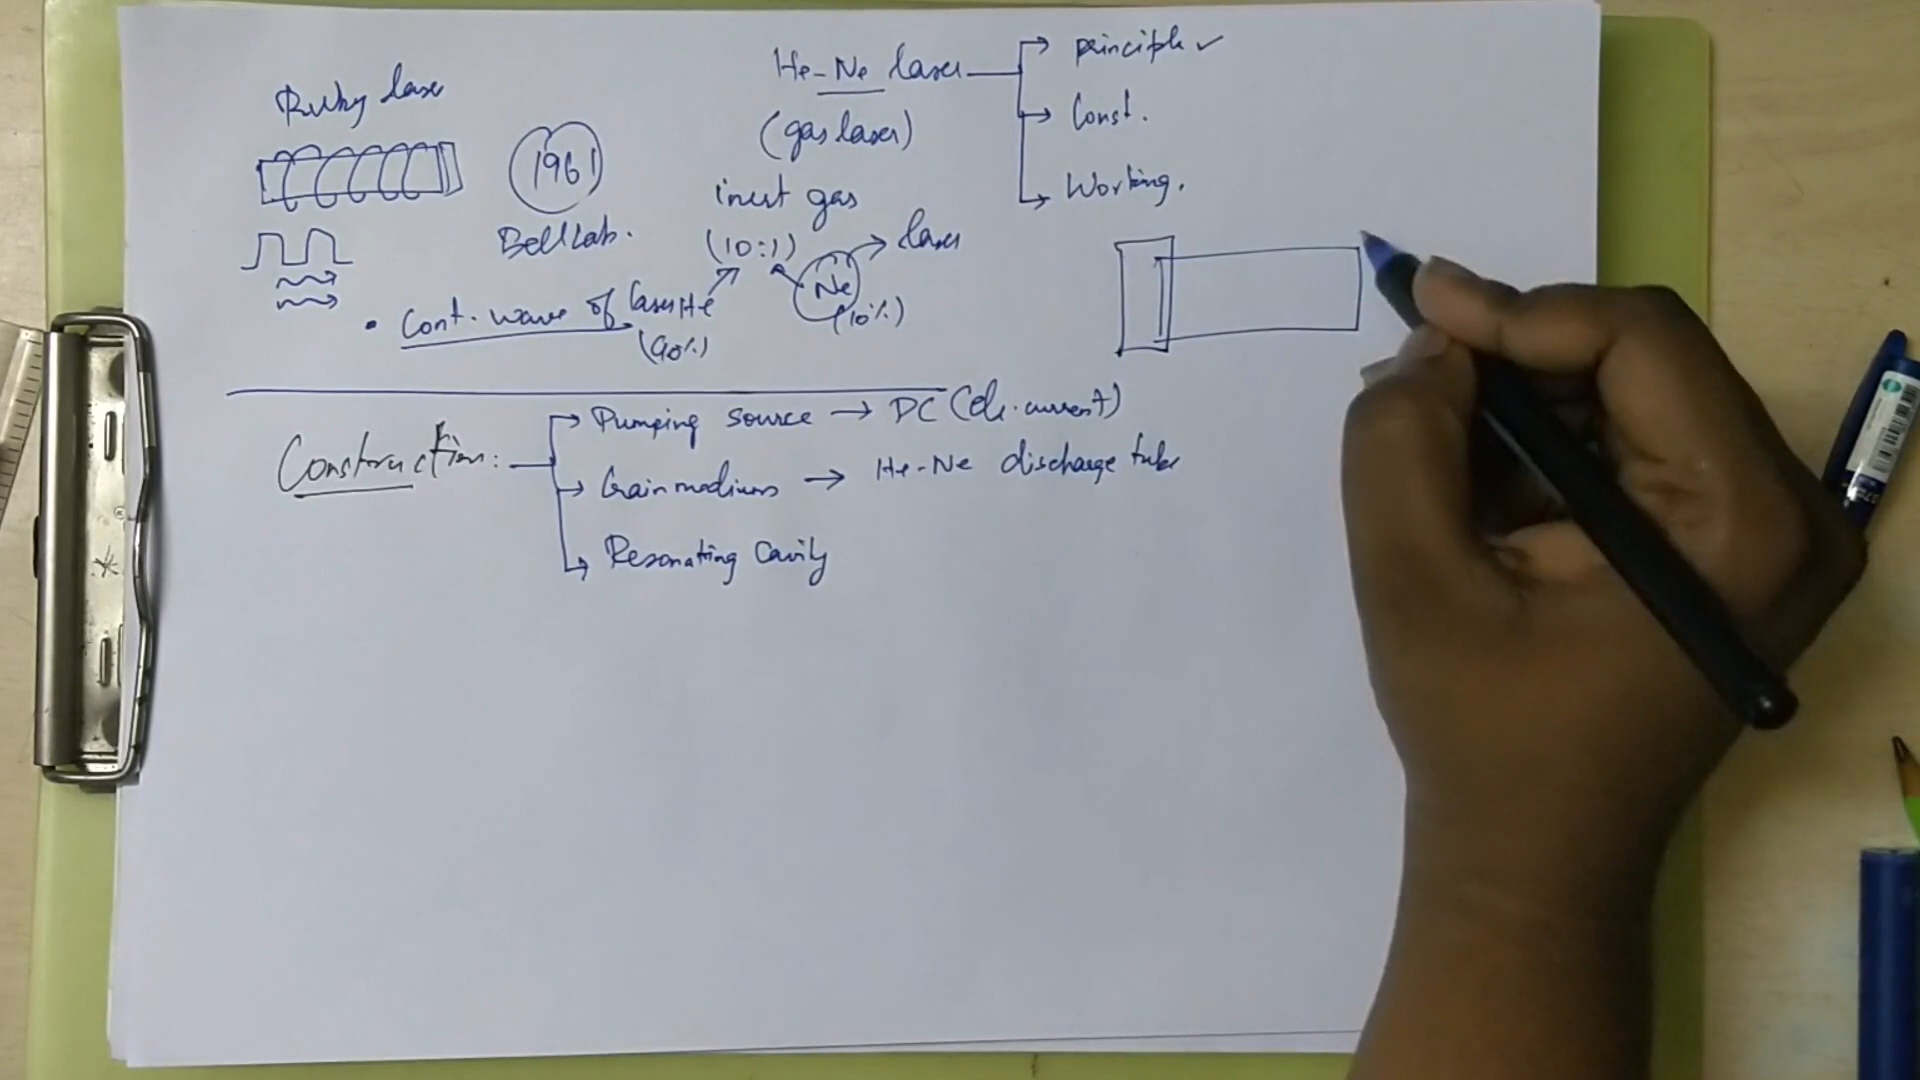 Ruby laser
1961
Bell Lab.
• Cont. wave of laser
He-Ne laser
(gas laser)
inert gas
(10:1)
He
(90%)
Ne
(10%)
laser
principle ✓
Const.
Working.
Construction:
Pumping source → DC (ele. current)
Gain medium → He-Ne discharge tube
Resonating Cavity